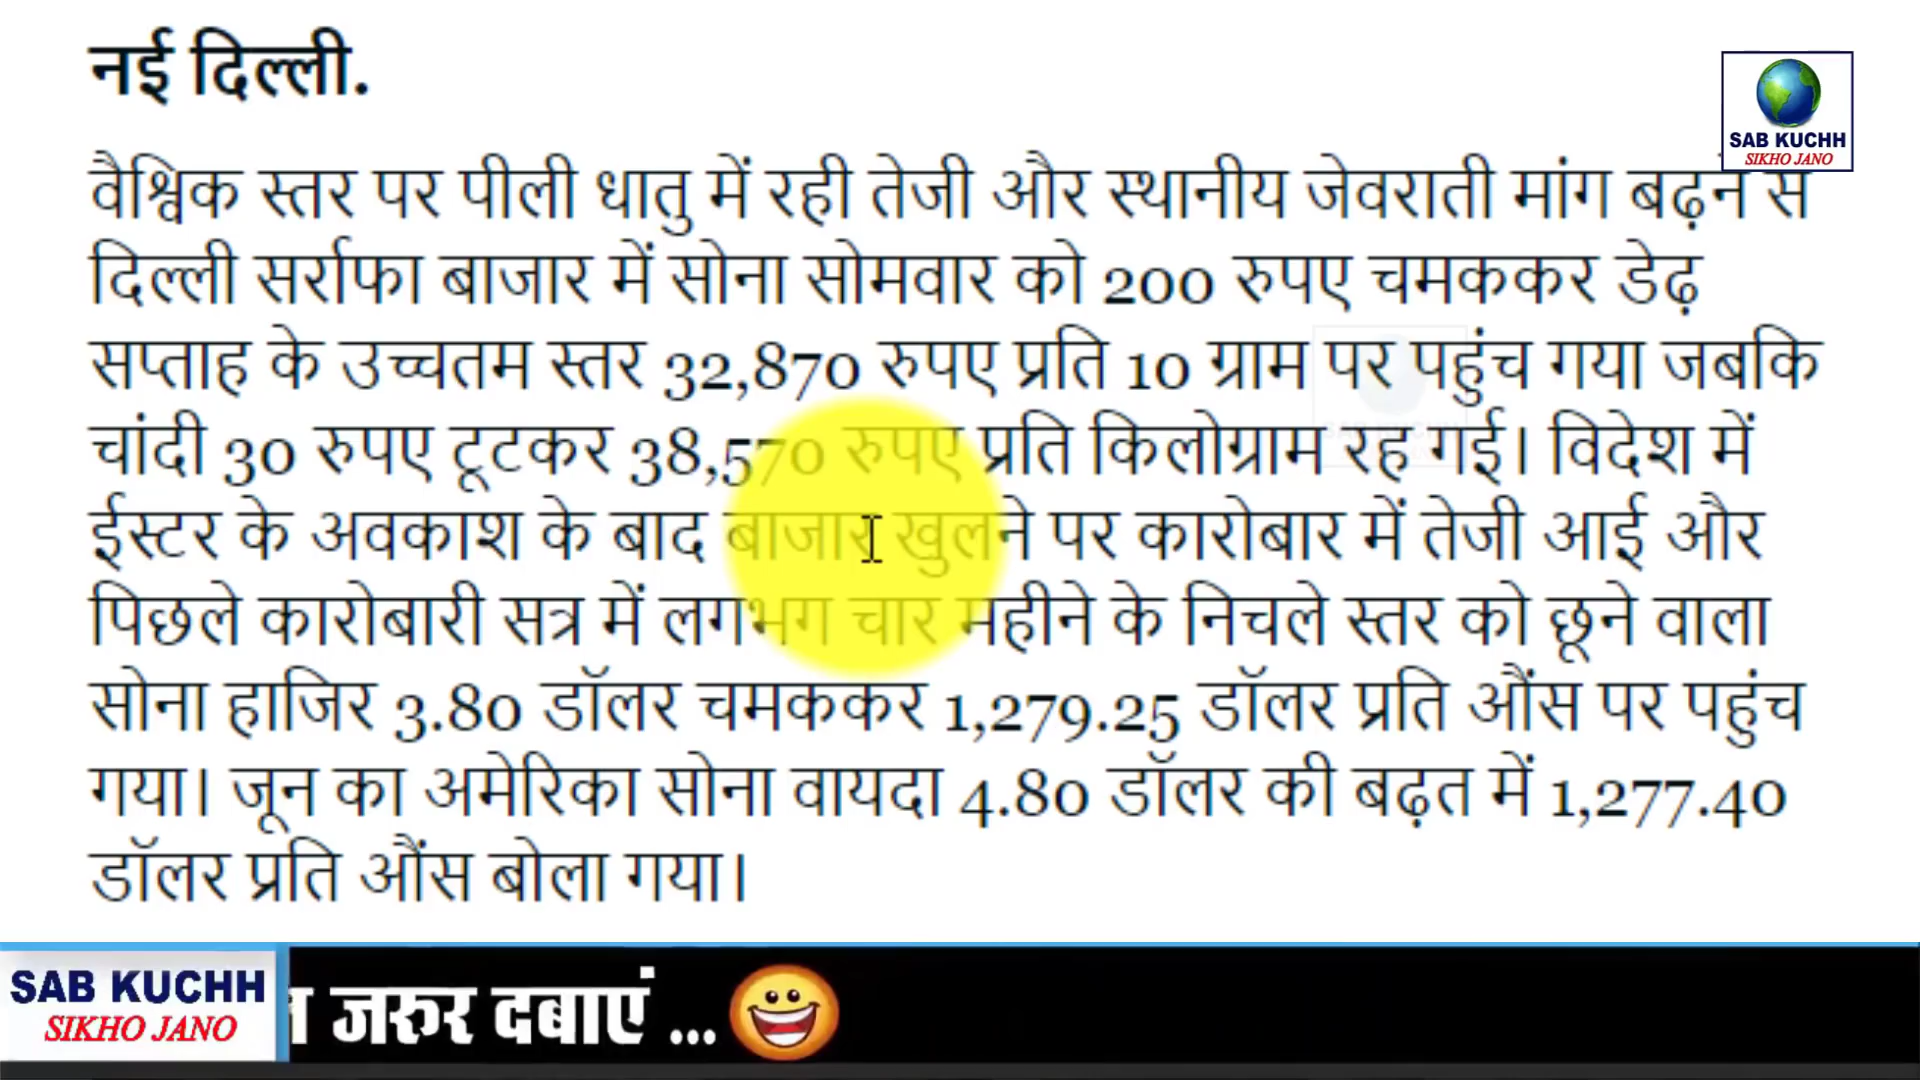 नई दिल्ली.
SAB KUCHH
SIKHO JANO
वैश्विक स्तर पर पीली धातु में रही तेजी और स्थानीय जेवराती मांग बढ़ने से
दिल्ली सर्राफा बाजार में सोना सोमवार को 200 रुपए चमककर डेढ़
सप्ताह के उच्चतम स्तर 32,870 रुपए प्रति 10 ग्राम पर पहुंच गया जबकि
चांदी 30 रुपए टूटकर 38,570 रुपए प्रति किलोग्राम रह गई। विदेश में
ईस्टर के अवकाश के बाद बाजार खुलने पर कारोबार में तेजी आई और
पिछले कारोबारी सत्र में लगभग चार महीने के निचले स्तर को छूने वाला
सोना हाजिर 3.80 डॉलर चमककर 1,279.25 डॉलर प्रति औंस पर पहुंच
गया। जून का अमेरिका सोना वायदा 4.80 डॉलर की बढ़त में 1,277.40
डॉलर प्रति औंस बोला गया।
SAB KUCHH
SIKHO JANO
जरुर दबाएं ...